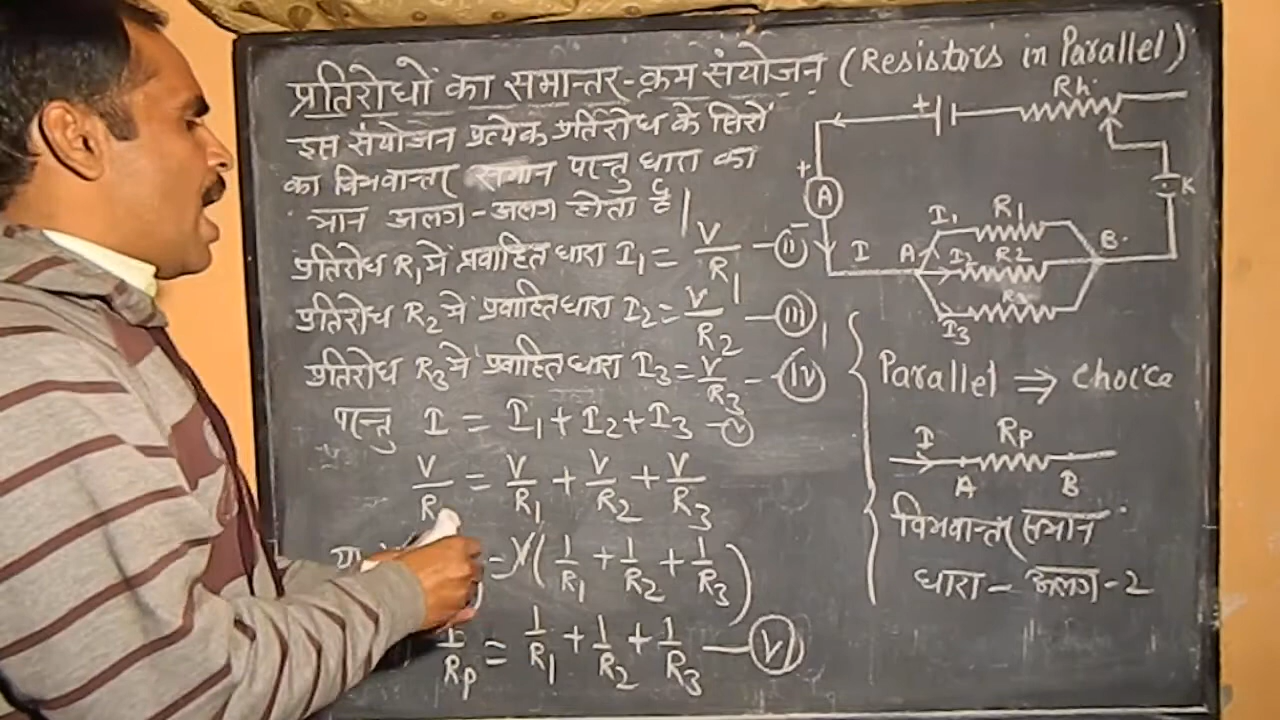 प्रतिरोधों का समान्तर-क्रम संयोजन (Resistors in Parallel)
इस संयोजन प्रत्येक प्रतिरोध के सिरों
का विभवान्तर समान परन्तु धारा का
मान अलग-अलग होता है|
प्रतिरोध R1 में प्रवाहित धारा I1 = V/R1 - (ii)
प्रतिरोध R2 में प्रवाहित धारा I2 = V/R2 - (iii)
प्रतिरोध R3 में प्रवाहित धारा I3 = V/R3 - (iv)
परन्तु I = I1 + I2 + I3 - (v)
V/R = V/R1 + V/R2 + V/R3
= V(1/R1 + 1/R2 + 1/R3)
1/Rp = 1/R1 + 1/R2 + 1/R3 - (VI)
+ Rh.
+
A
K
-
I A I1 R1 B
I2 R2
I3 R3
Parallel ⇒ choice
I Rp
A B
विभवान्तर समान
धारा - अलग-2